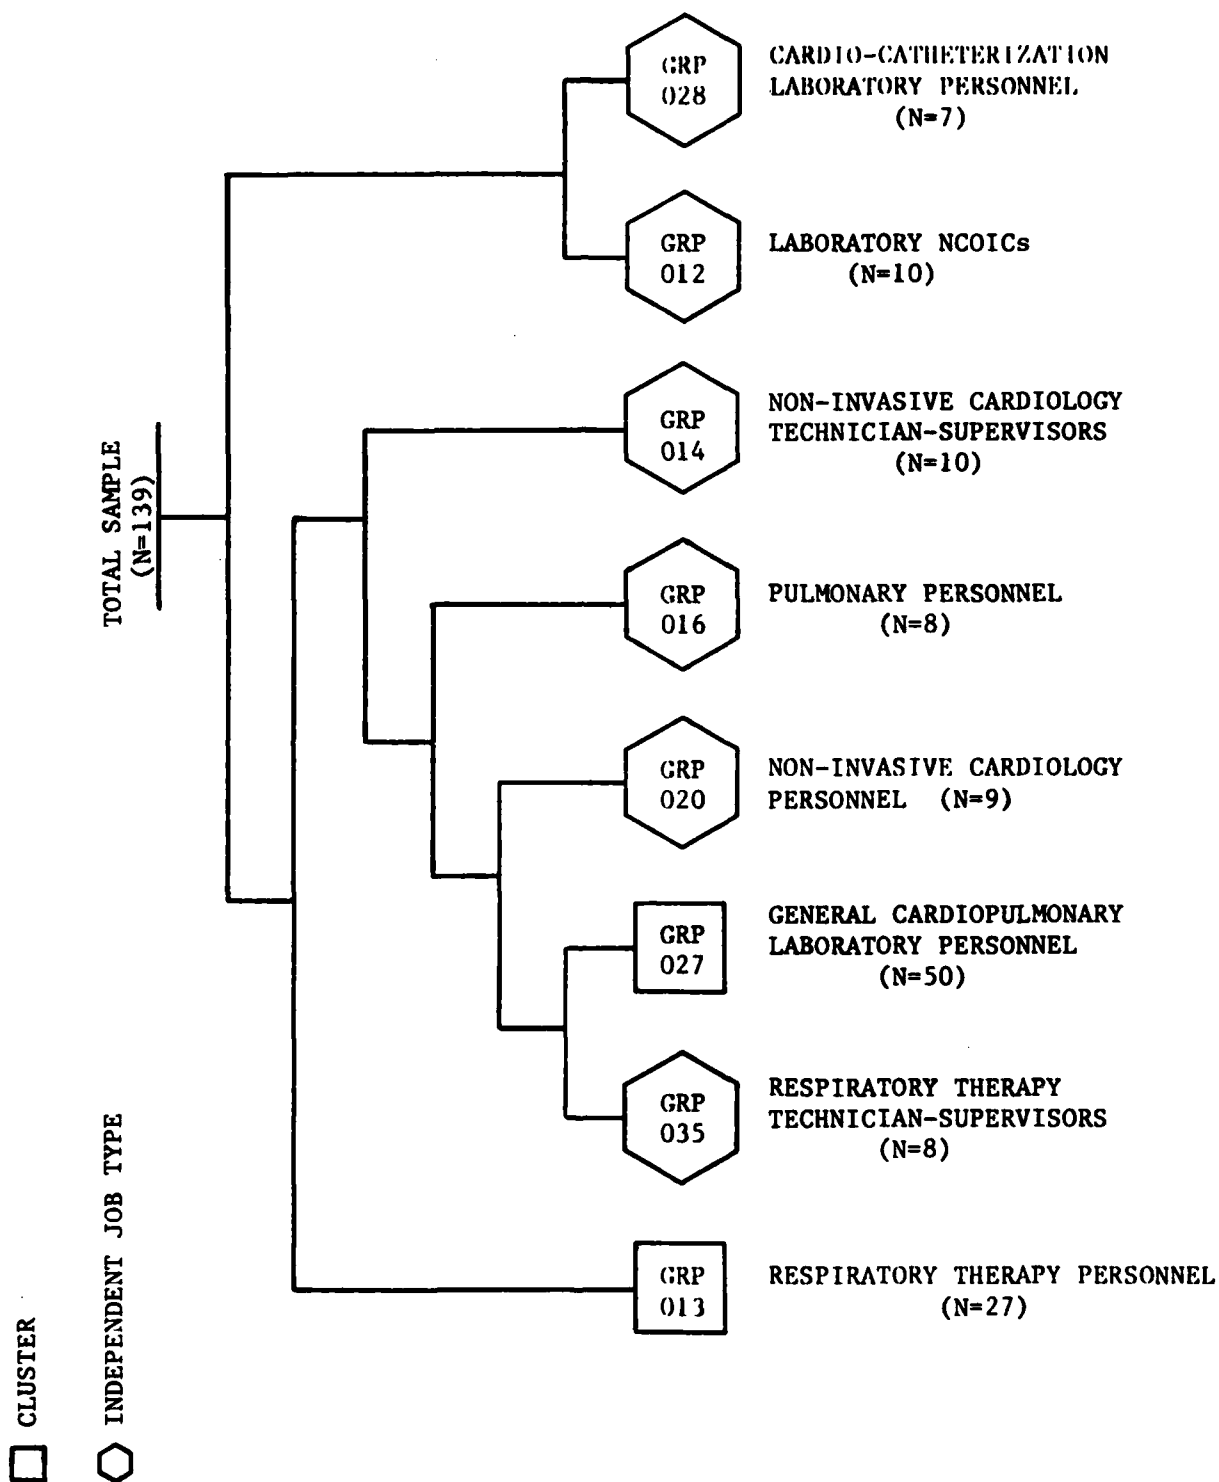 GRP
028
CARDIO-CATHETERIZATION
LABORATORY PERSONNEL
(N=7)
GRP
012
LABORATORY NCOICs
(N=10)
GRP
014
NON-INVASIVE CARDIOLOGY
TECHNICIAN-SUPERVISORS
(N=10)
TOTAL SAMPLE
(N=139)
GRP
016
PULMONARY PERSONNEL
(N=8)
GRP
020
NON-INVASIVE CARDIOLOGY
PERSONNEL (N=9)
GRP
027
GENERAL CARDIOPULMONARY
LABORATORY PERSONNEL
(N=50)
GRP
035
RESPIRATORY THERAPY
TECHNICIAN-SUPERVISORS
(N=8)
GRP
013
RESPIRATORY THERAPY PERSONNEL
(N=27)
CLUSTER
INDEPENDENT JOB TYPE